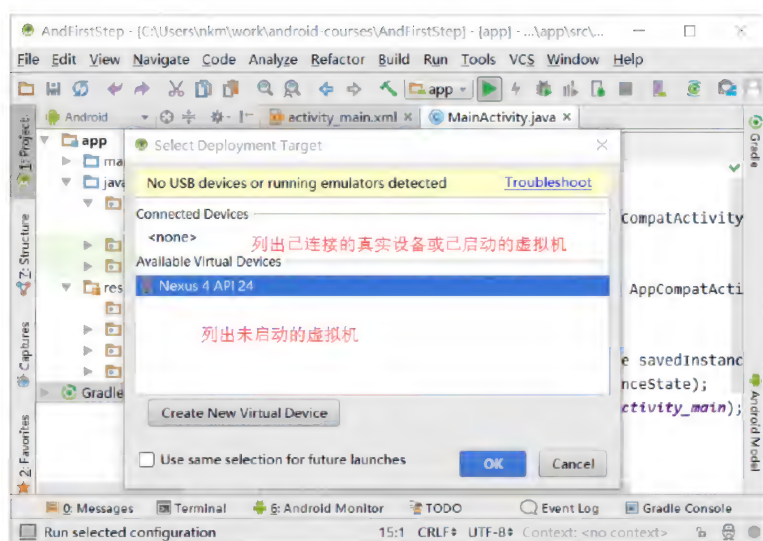 AndFirstStep - [C:\Users\nkm\work\android-courses\AndFirstStep] - [app] - ...\app\src\...
File Edit View Navigate Code Analyze Refactor Build Run Tools VCS Window Help
app
Android
activity_main.xml
MainActivity.java
1: Project
Z: Structure
Captures
2: Favorites
app
ma
java
res
Gradle
Select Deployment Target
No USB devices or running emulators detected Troubleshoot
Connected Devices
<none> 列出已连接的真实设备或已启动的虚拟机
Available Virtual Devices
Nexus 4 API 24
列出未启动的虚拟机
Create New Virtual Device
Use same selection for future launches
OK Cancel
CompatActivity
AppCompatActi
e savedInstanc
nceState);
ctivity_main);
Gradle
Android Model
0: Messages Terminal 6: Android Monitor TODO Event Log Gradle Console
Run selected configuration 15:1 CRLF UTF-8 Context: <no context>